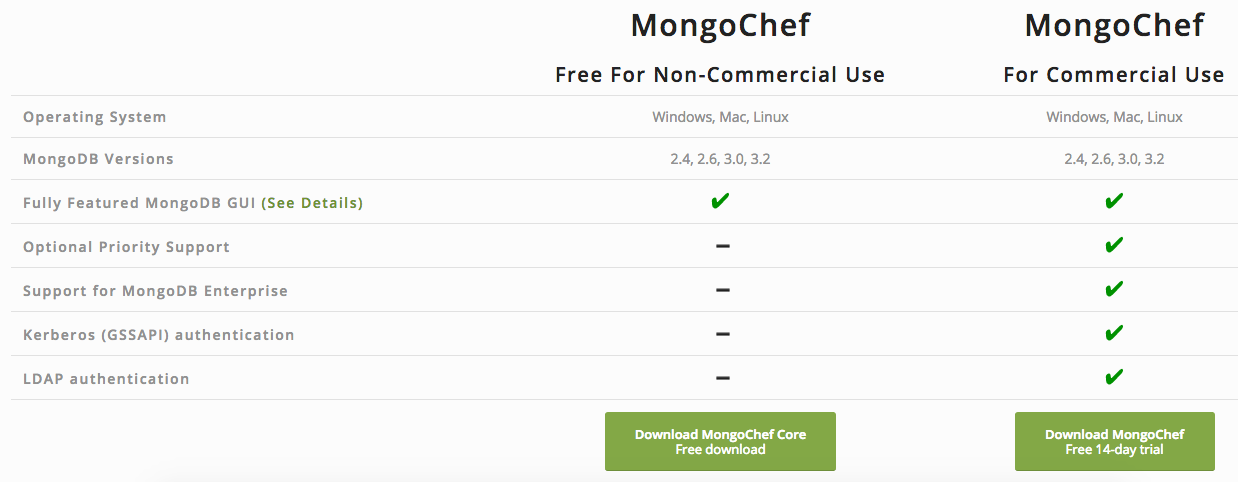 MongoChef MongoChef
Free For Non-Commercial Use For Commercial Use
Operating System Windows, Mac, Linux Windows, Mac, Linux
MongoDB Versions 2.4, 2.6, 3.0, 3.2 2.4, 2.6, 3.0, 3.2
Fully Featured MongoDB GUI (See Details) ✔ ✔
Optional Priority Support – ✔
Support for MongoDB Enterprise – ✔
Kerberos (GSSAPI) authentication – ✔
LDAP authentication – ✔
Download MongoChef Core Download MongoChef
Free download Free 14-day trial